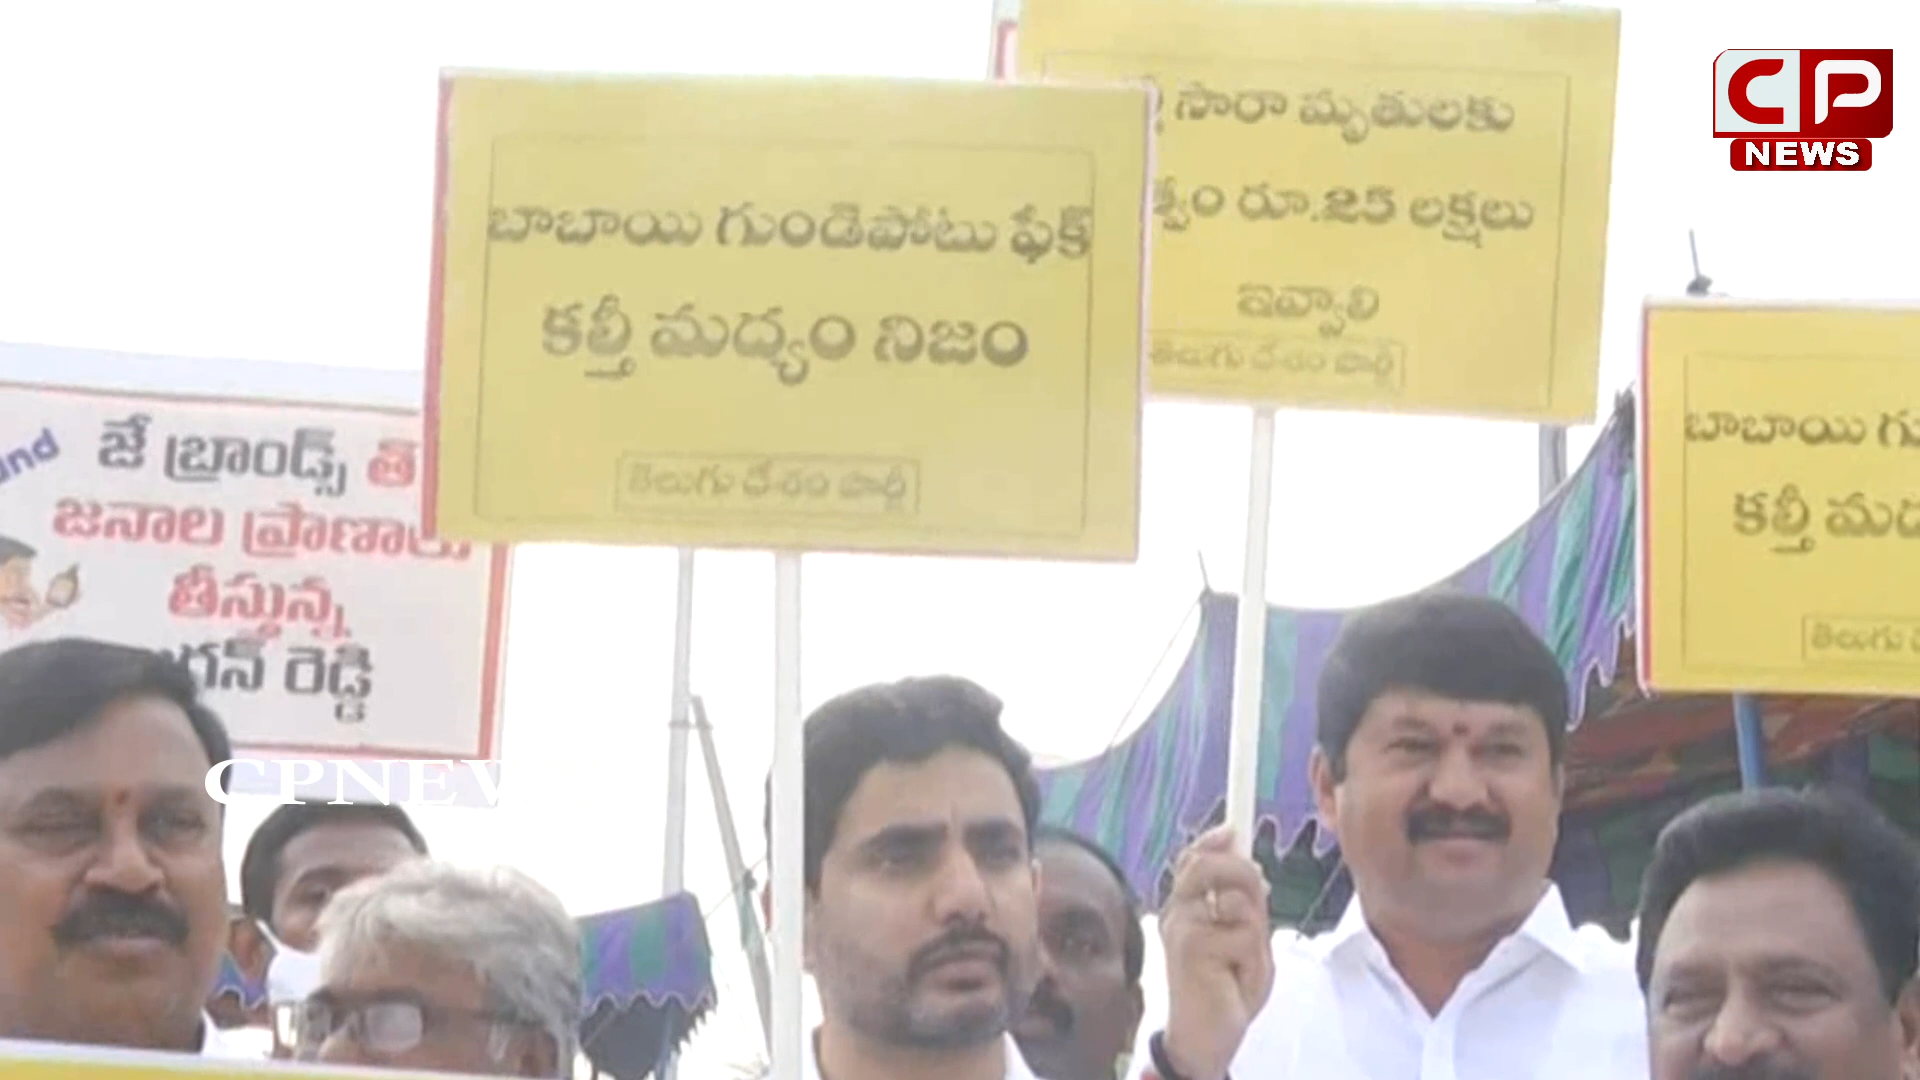 CP
NEWS
సారా మృతులకు
రూ.25 లక్షలు
ఇవ్వాలి
తెలుగు దేశం పార్టీ
బాబాయి గుండెపోటు ఫేక్
కల్తీ మద్యం నిజం
తెలుగు దేశం పార్టీ
బాబాయి
కల్తీ
తెలుగు
జే బ్రాండ్స్
జనాల ప్రాణాలు
తీస్తున్న
రెడ్డి
CPNEW